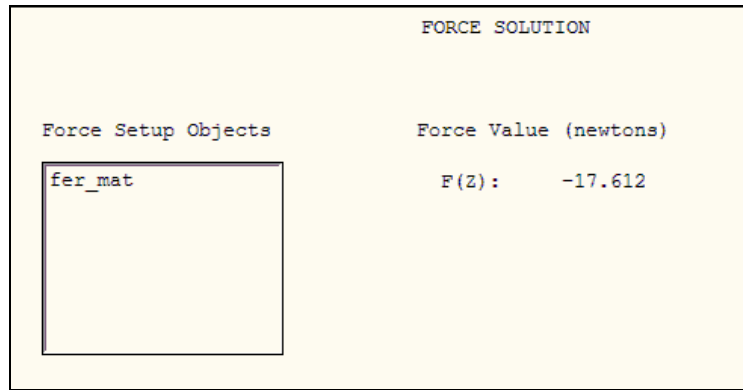 FORCE SOLUTION
Force Setup Objects Force Value (newtons)
fer_mat F(Z): -17.612